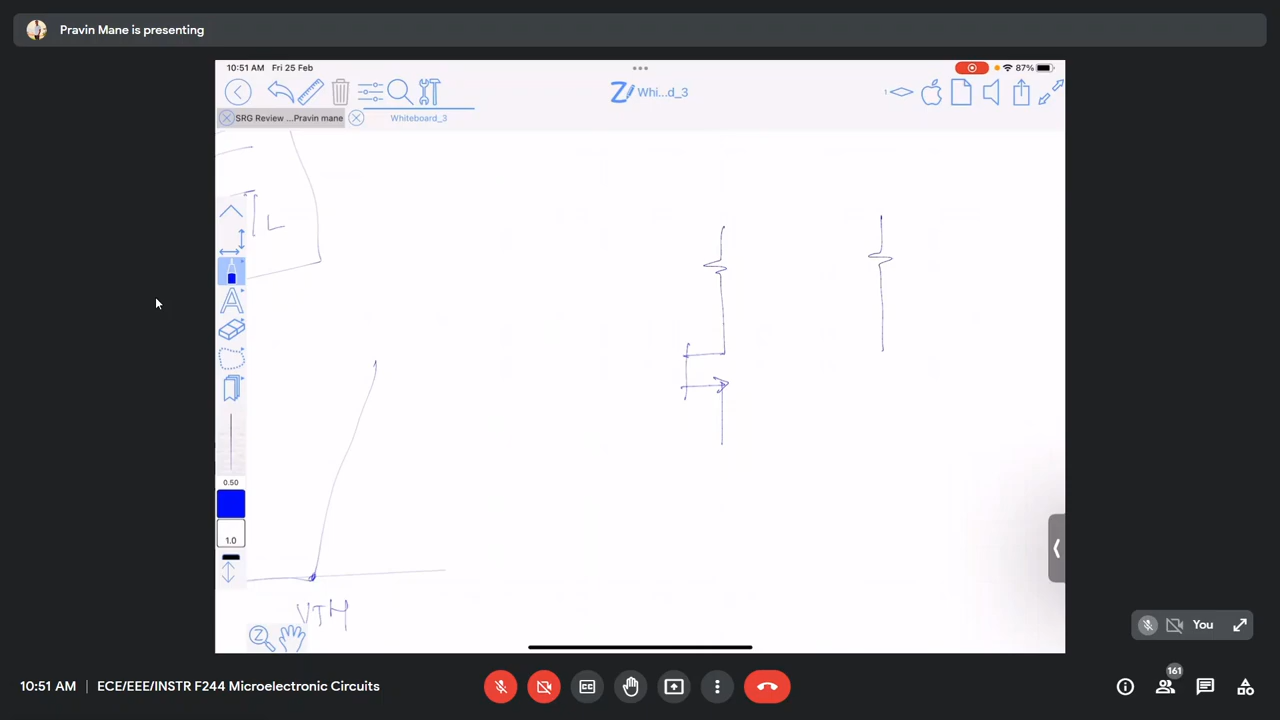 Pravin Mane is presenting
10:51 AM Fri 25 Feb
87%
Whi...d_3
1
SRG Review ...Pravin mane
Whiteboard_3
L
A
0.50
1.0
VTH
Z
You
10:51 AM | ECE/EEE/INSTR F244 Microelectronic Circuits
161